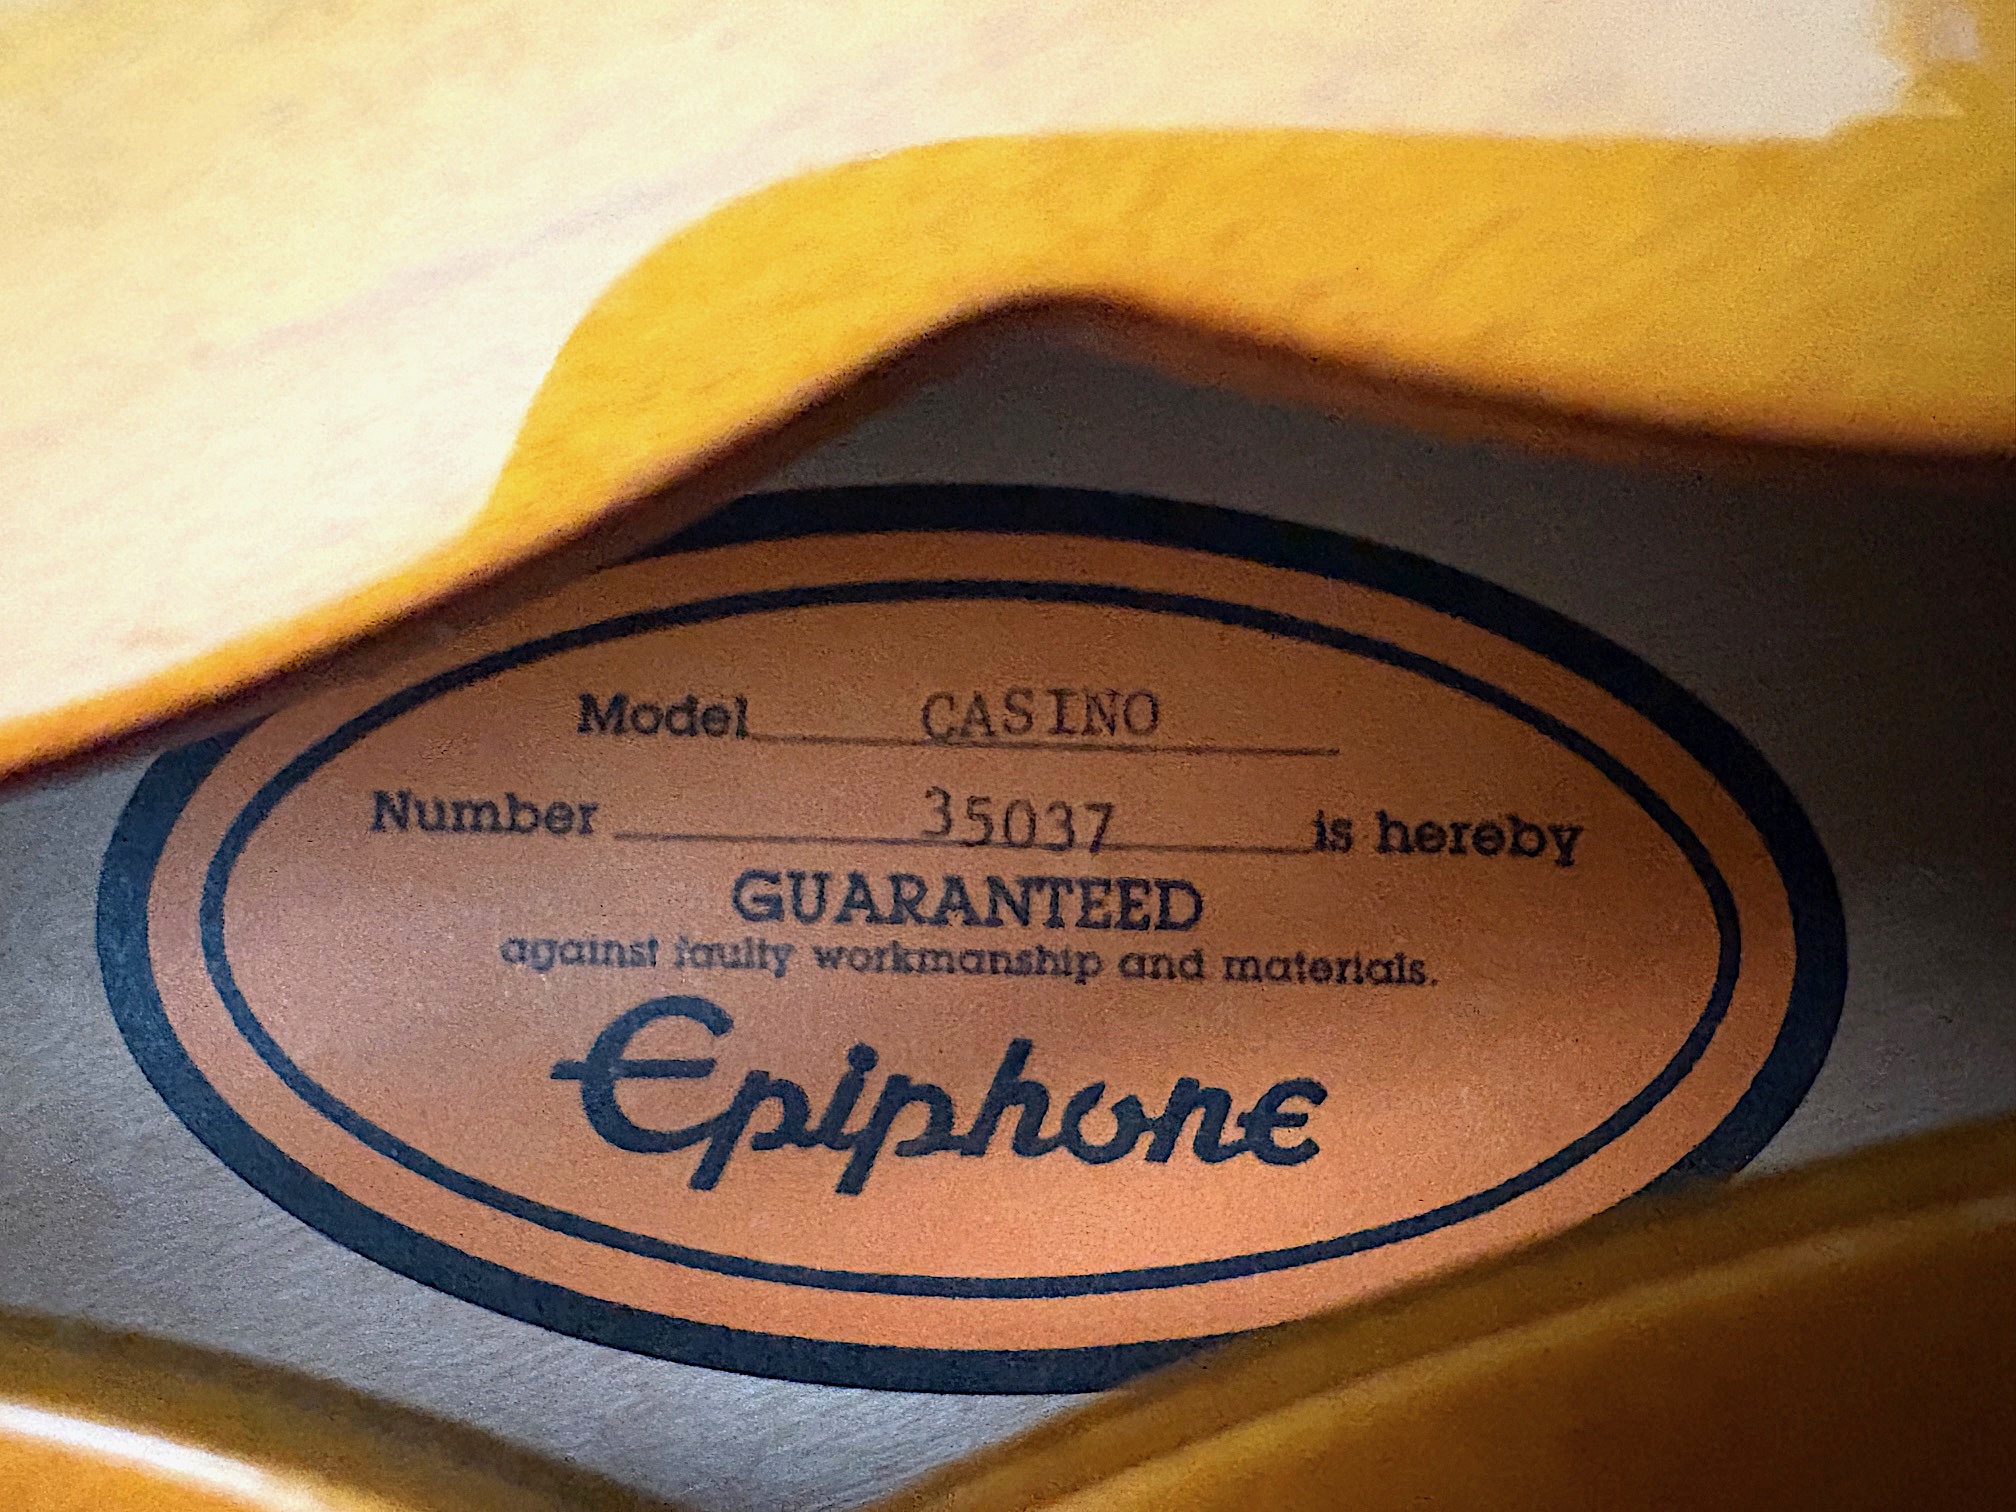 Model CASINO
Number 35037 is hereby
GUARANTEED
against faulty workmanship and materials.
Epiphone